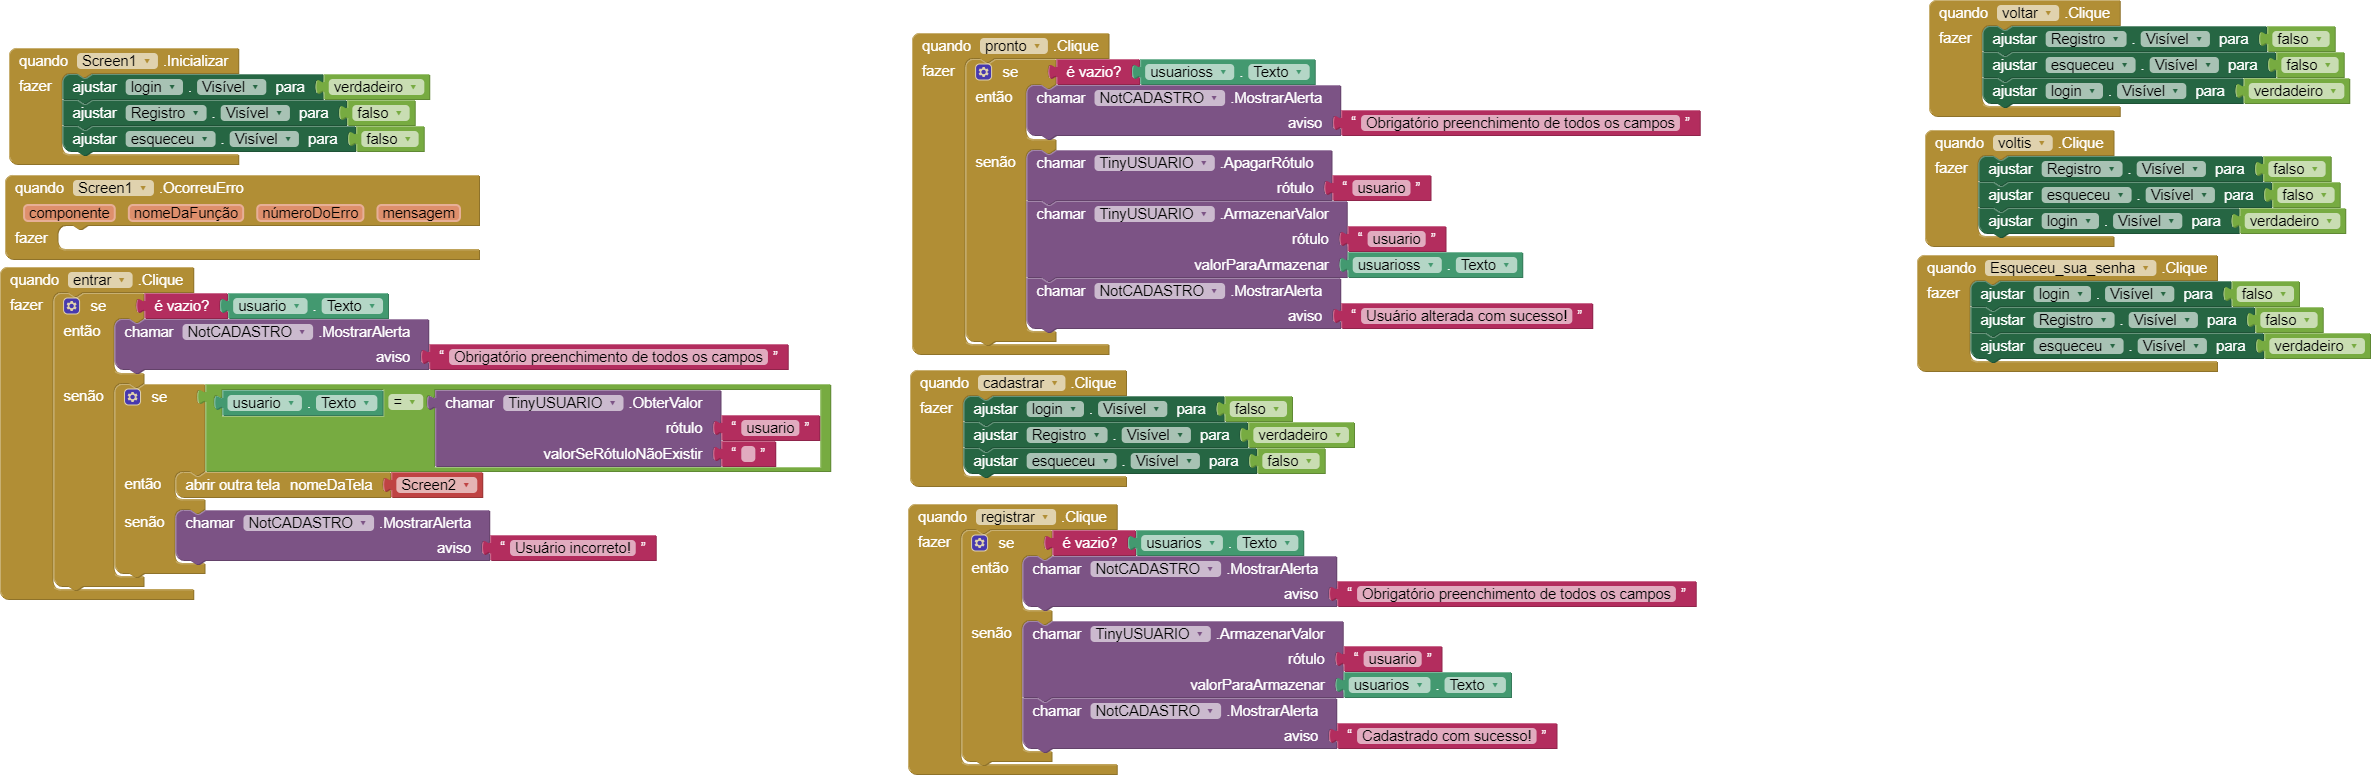 quando Screen1 .Inicializar
fazer ajustar login . Visível para verdadeiro
ajustar Registro . Visível para falso
ajustar esqueceu . Visível para falso
quando Screen1 .OcorreuErro
componente nomeDaFunção númeroDoErro mensagem
fazer
quando entrar .Clique
fazer se é vazio? usuario . Texto
então chamar NotCADASTRO .MostrarAlerta
aviso “ Obrigatório preenchimento de todos os campos ”
senão se usuario . Texto = chamar TinyUSUARIO .ObterValor
rótulo “ usuario ”
valorSeRótuloNãoExistir “ ”
então abrir outra tela nomeDaTela Screen2
senão chamar NotCADASTRO .MostrarAlerta
aviso “ Usuário incorreto! ”
quando pronto .Clique
fazer se é vazio? usuarioss . Texto
então chamar NotCADASTRO .MostrarAlerta
aviso “ Obrigatório preenchimento de todos os campos ”
senão chamar TinyUSUARIO .ApagarRótulo
rótulo “ usuario ”
chamar TinyUSUARIO .ArmazenarValor
rótulo “ usuario ”
valorParaArmazenar usuarioss . Texto
chamar NotCADASTRO .MostrarAlerta
aviso “ Usuário alterada com sucesso! ”
quando cadastrar .Clique
fazer ajustar login . Visível para falso
ajustar Registro . Visível para verdadeiro
ajustar esqueceu . Visível para falso
quando registrar .Clique
fazer se é vazio? usuarios . Texto
então chamar NotCADASTRO .MostrarAlerta
aviso “ Obrigatório preenchimento de todos os campos ”
senão chamar TinyUSUARIO .ArmazenarValor
rótulo “ usuario ”
valorParaArmazenar usuarios . Texto
chamar NotCADASTRO .MostrarAlerta
aviso “ Cadastrado com sucesso! ”
quando voltar .Clique
fazer ajustar Registro . Visível para falso
ajustar esqueceu . Visível para falso
ajustar login . Visível para verdadeiro
quando voltis .Clique
fazer ajustar Registro . Visível para falso
ajustar esqueceu . Visível para falso
ajustar login . Visível para verdadeiro
quando Esqueceu_sua_senha .Clique
fazer ajustar login . Visível para falso
ajustar Registro . Visível para falso
ajustar esqueceu . Visível para verdadeiro